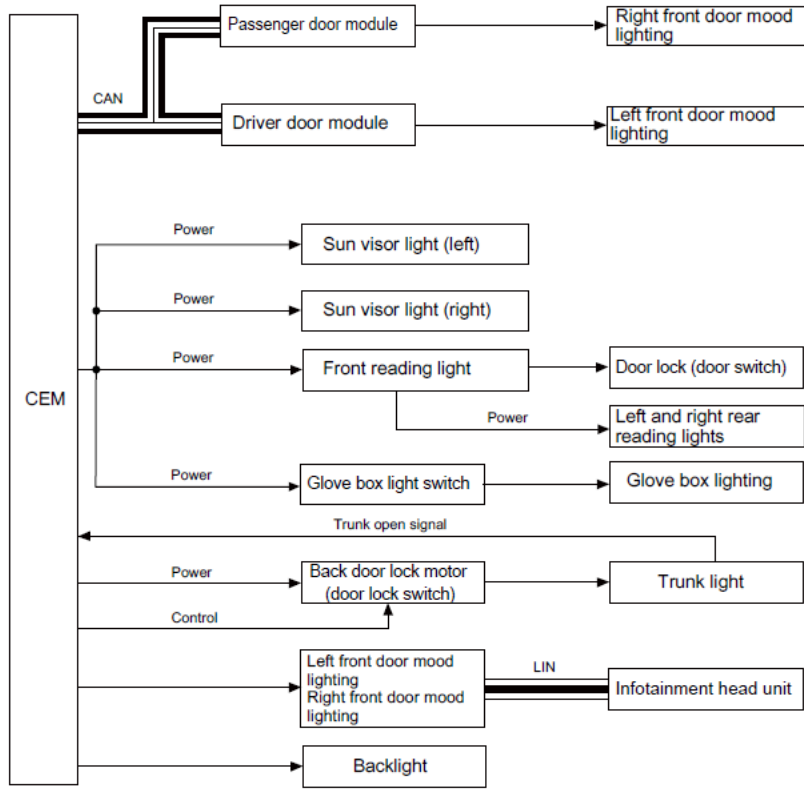 Passenger door module
Right front door mood
lighting
CAN
Driver door module
Left front door mood
lighting
Power
Sun visor light (left)
Power
Sun visor light (right)
Power
Front reading light
Door lock (door switch)
CEM
Power
Left and right rear
reading lights
Power
Glove box light switch
Glove box lighting
Trunk open signal
Power
Back door lock motor
(door lock switch)
Trunk light
Control
Left front door mood
lighting
Right front door mood
lighting
LIN
Infotainment head unit
Backlight